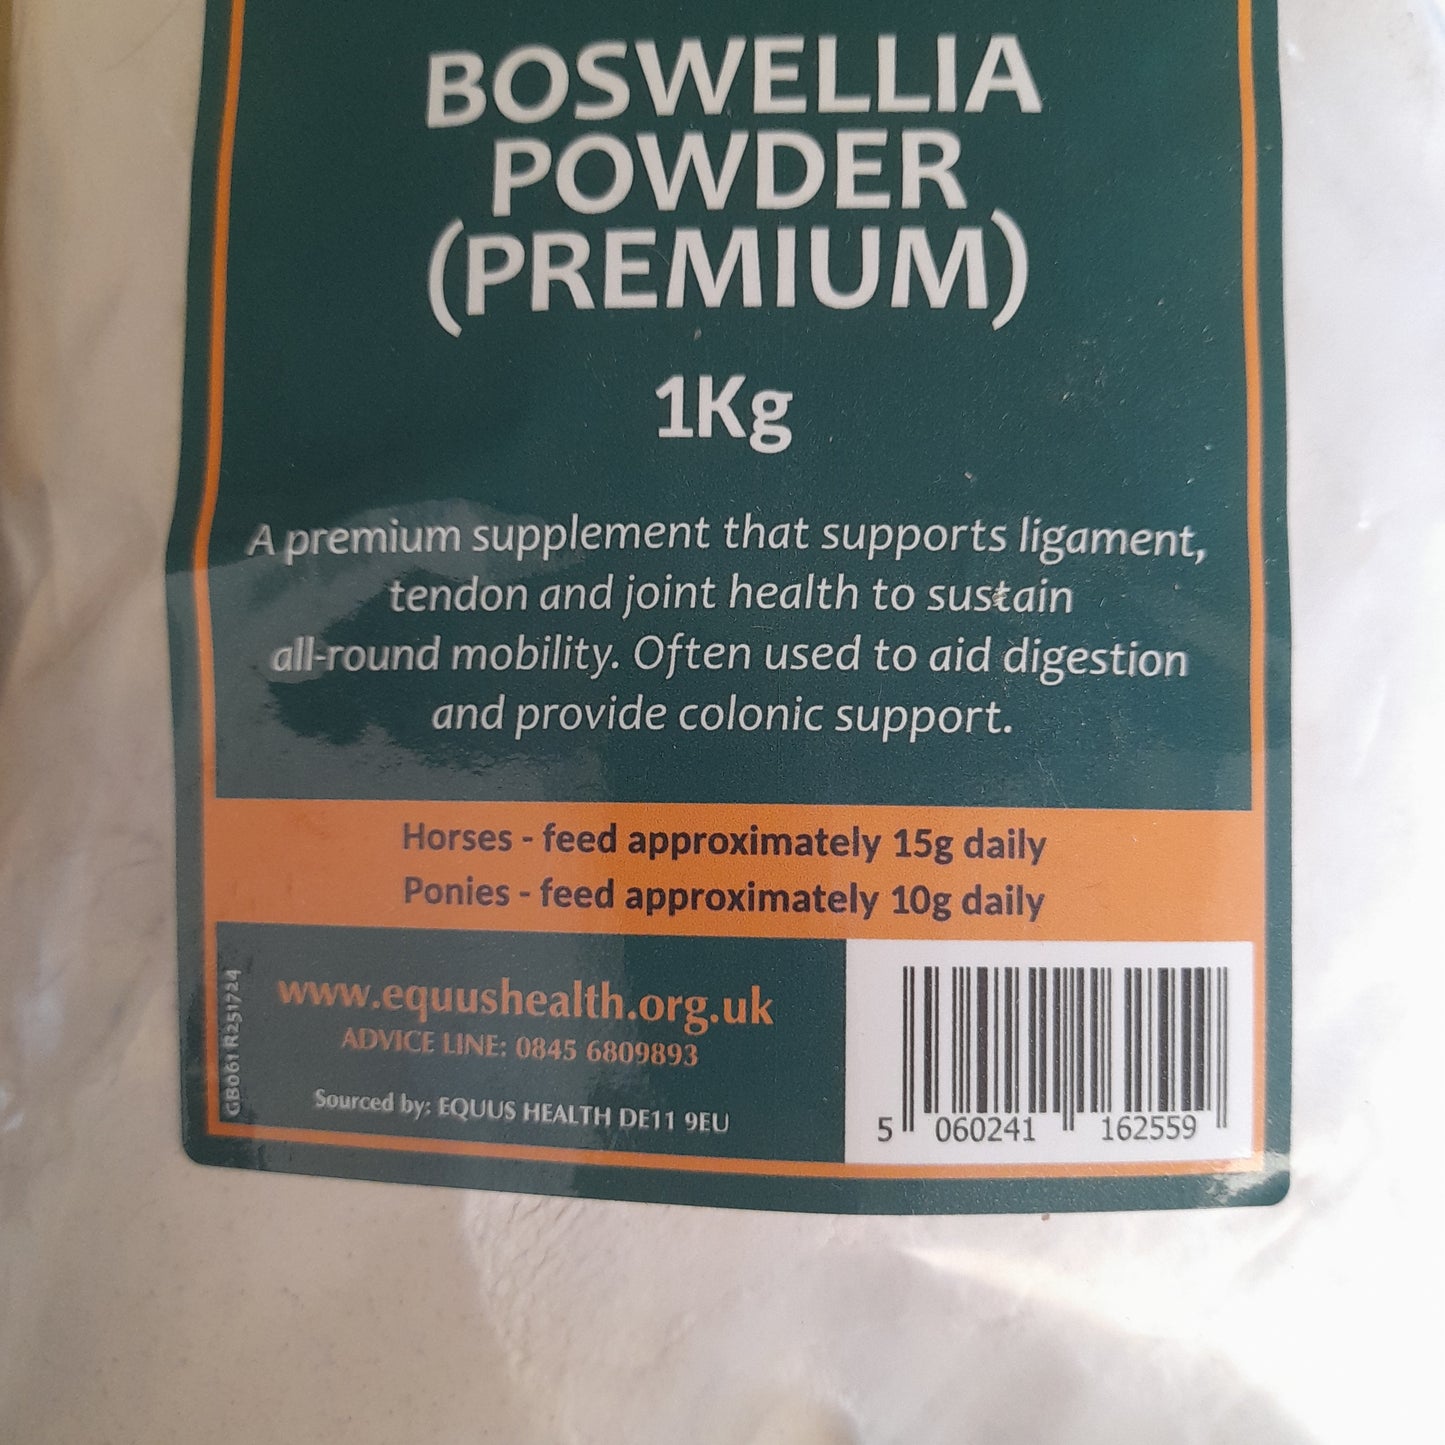 BOSWELLIA
POWDER
(PREMIUM)
1Kg
A premium supplement that supports ligament,
tendon and joint health to sustain
all-round mobility. Often used to aid digestion
and provide colonic support.
Horses - feed approximately 15g daily
Ponies - feed approximately 10g daily
www.equushealth.org.uk
ADVICE LINE: 0845 6809893
Sourced by: EQUUS HEALTH DE11 9EU
GB061 R251724
5 060241 162559